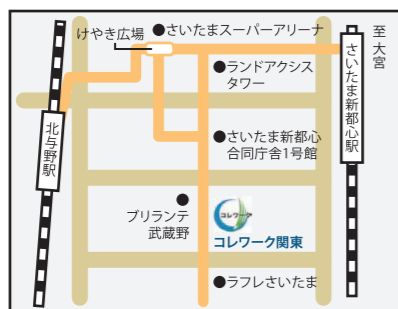 けやき広場
●さいたまスーパーアリーナ
至大宮
●ランドアクシス
タワー
さいたま新都心駅
北与野駅
●さいたま新都心
合同庁舎1号館
●
ブリランテ
武蔵野
コレワーク
コレワーク関東
●ラフレさいたま